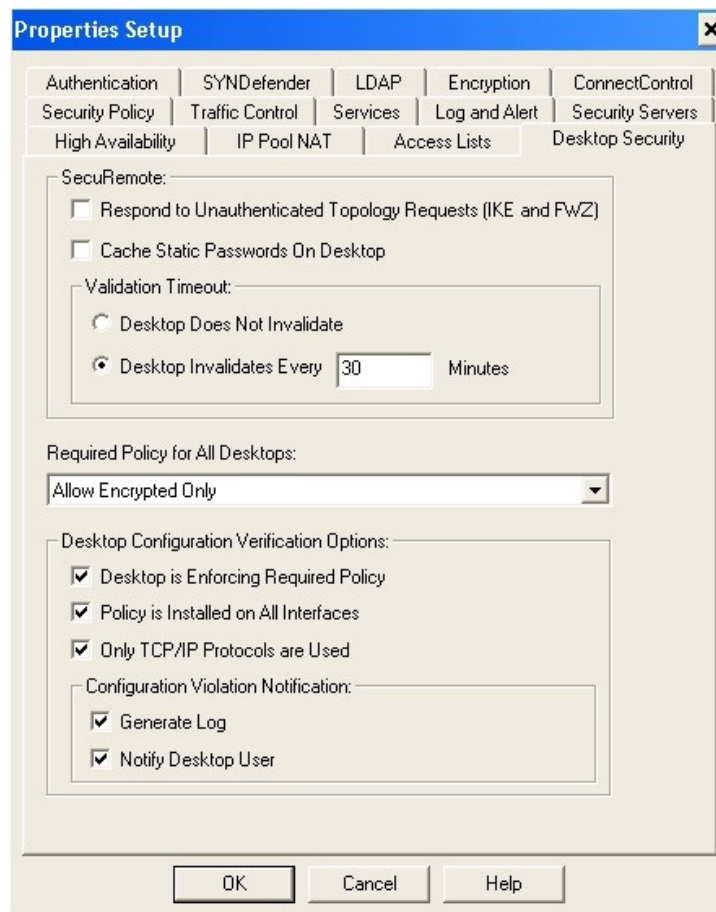 Properties Setup
Authentication SYNDefender LDAP Encryption ConnectControl
Security Policy Traffic Control Services Log and Alert Security Servers
High Availability IP Pool NAT Access Lists Desktop Security
SecuRemote:
Respond to Unauthenticated Topology Requests (IKE and FWZ)
Cache Static Passwords On Desktop
Validation Timeout:
Desktop Does Not Invalidate
Desktop Invalidates Every 30 Minutes
Required Policy for All Desktops:
Allow Encrypted Only
Desktop Configuration Verification Options:
Desktop is Enforcing Required Policy
Policy is Installed on All Interfaces
Only TCP/IP Protocols are Used
Configuration Violation Notification:
Generate Log
Notify Desktop User
OK Cancel Help